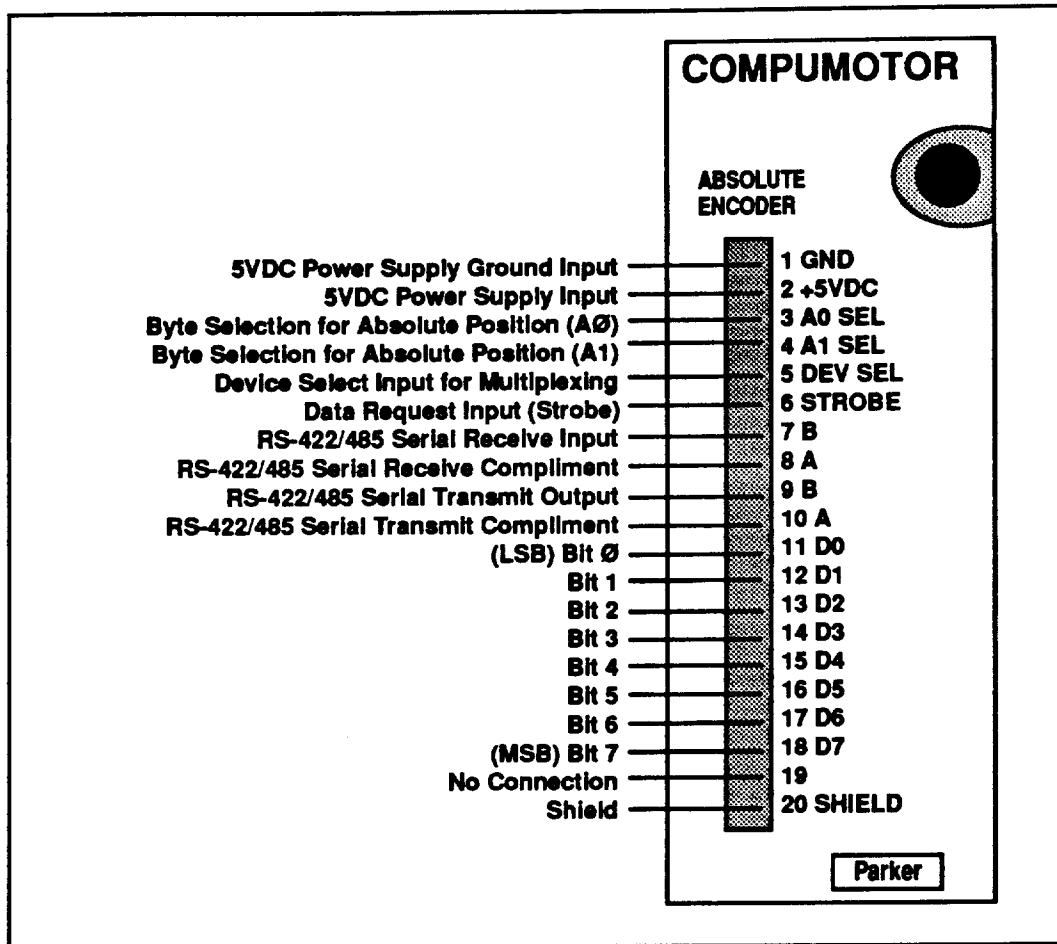 COMPUMOTOR
ABSOLUTE
ENCODER
5VDC Power Supply Ground Input 1 GND
5VDC Power Supply Input 2 +5VDC
Byte Selection for Absolute Position (AØ) 3 A0 SEL
Byte Selection for Absolute Position (A1) 4 A1 SEL
Device Select Input for Multiplexing 5 DEV SEL
Data Request Input (Strobe) 6 STROBE
RS-422/485 Serial Receive Input 7 B
RS-422/485 Serial Receive Compliment 8 A
RS-422/485 Serial Transmit Output 9 B
RS-422/485 Serial Transmit Compliment 10 A
(LSB) Bit Ø 11 D0
Bit 1 12 D1
Bit 2 13 D2
Bit 3 14 D3
Bit 4 15 D4
Bit 5 16 D5
Bit 6 17 D6
(MSB) Bit 7 18 D7
No Connection 19
Shield 20 SHIELD
Parker